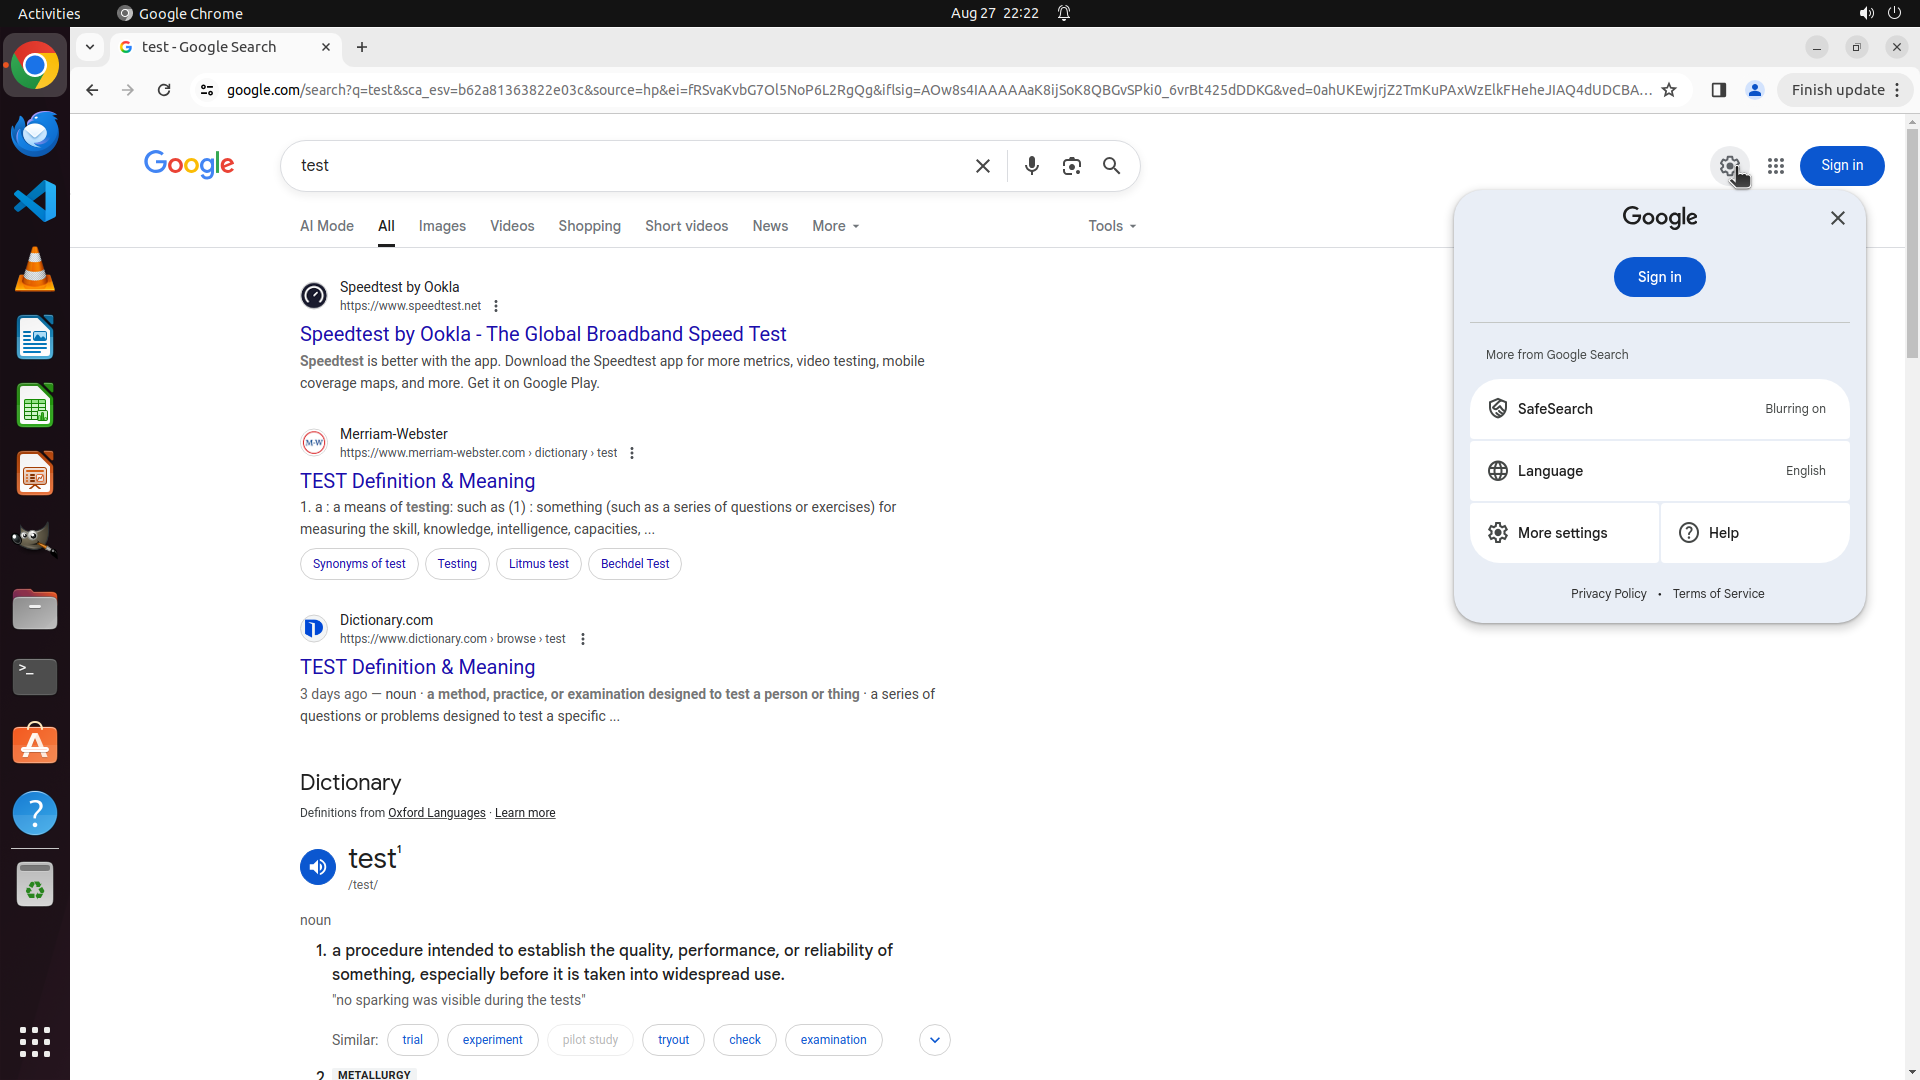 Activities
Google Chrome
Aug 27 22:22
test - Google Search
google.com/search?q=test&sca_esv=b62a81363822e03c&source=hp&ei=fRSvaKvbG7Ol5NoP6L2RgQg&iflsig=AOw8s4IAAAAAaK8ijSoK8QBGvSPki0_6vrBt425dDDKG&ved=0ahUKEwjrjZ2TmKuPAxWzElkFHeheJIAQ4dUDCBA...
Finish update
Google
test
Sign in
AI Mode
All
Images
Videos
Shopping
Short videos
News
More
Tools
Speedtest by Ookla
https://www.speedtest.net
Speedtest by Ookla - The Global Broadband Speed Test
Speedtest is better with the app. Download the Speedtest app for more metrics, video testing, mobile
coverage maps, and more. Get it on Google Play.
M-W
Merriam-Webster
https://www.merriam-webster.com › dictionary › test
TEST Definition & Meaning
1. a : a means of testing: such as (1) : something (such as a series of questions or exercises) for
measuring the skill, knowledge, intelligence, capacities, ...
Synonyms of test
Testing
Litmus test
Bechdel Test
Dictionary.com
https://www.dictionary.com › browse › test
TEST Definition & Meaning
3 days ago — noun · a method, practice, or examination designed to test a person or thing · a series of
questions or problems designed to test a specific ...
Dictionary
Definitions from Oxford Languages · Learn more
test¹
/test/
noun
1. a procedure intended to establish the quality, performance, or reliability of
something, especially before it is taken into widespread use.
"no sparking was visible during the tests"
Similar:
trial
experiment
pilot study
tryout
check
examination
2. METALLURGY
Google
Sign in
More from Google Search
SafeSearch
Blurring on
Language
English
More settings
Help
Privacy Policy • Terms of Service